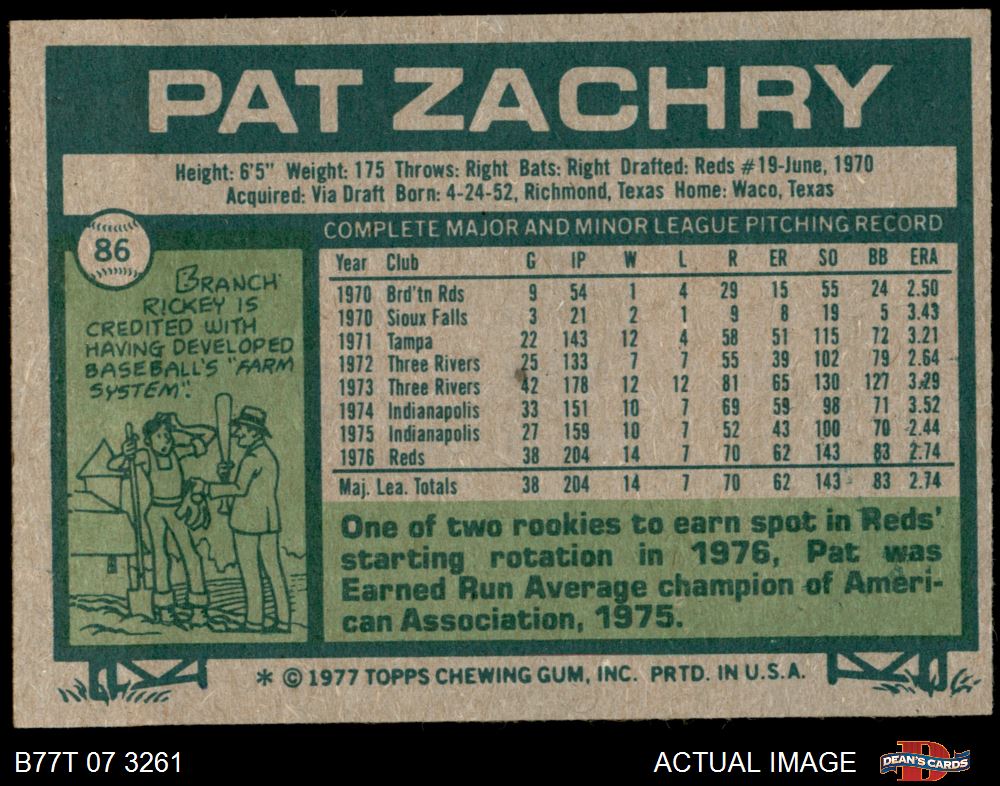 PAT ZACHRY
Height: 6'5" Weight: 175 Throws: Right Bats: Right Drafted: Reds #19-June, 1970
Acquired: Via Draft Born: 4-24-52, Richmond, Texas Home: Waco, Texas
86
BRANCH
RICKEY IS
CREDITED WITH
HAVING DEVELOPED
BASEBALL'S "FARM
SYSTEM".
COMPLETE MAJOR AND MINOR LEAGUE PITCHING RECORD
Year Club G IP W L R ER SO BB ERA
1970 Brd'tn Rds 9 54 1 4 29 15 55 24 2.50
1970 Sioux Falls 3 21 2 1 9 8 19 5 3.43
1971 Tampa 22 143 12 4 58 51 115 72 3.21
1972 Three Rivers 25 133 7 7 55 39 102 79 2.64
1973 Three Rivers 42 178 12 12 81 65 130 127 3.29
1974 Indianapolis 33 151 10 7 69 59 98 71 3.52
1975 Indianapolis 27 159 10 7 52 43 100 70 2.44
1976 Reds 38 204 14 7 70 62 143 83 2.74
Maj. Lea. Totals 38 204 14 7 70 62 143 83 2.74
One of two rookies to earn spot in Reds'
starting rotation in 1976, Pat was
Earned Run Average champion of Ameri-
can Association, 1975.
* © 1977 TOPPS CHEWING GUM, INC. PRTD. IN U.S.A.
B77T 07 3261
ACTUAL IMAGE
D
DEAN'S CARDS